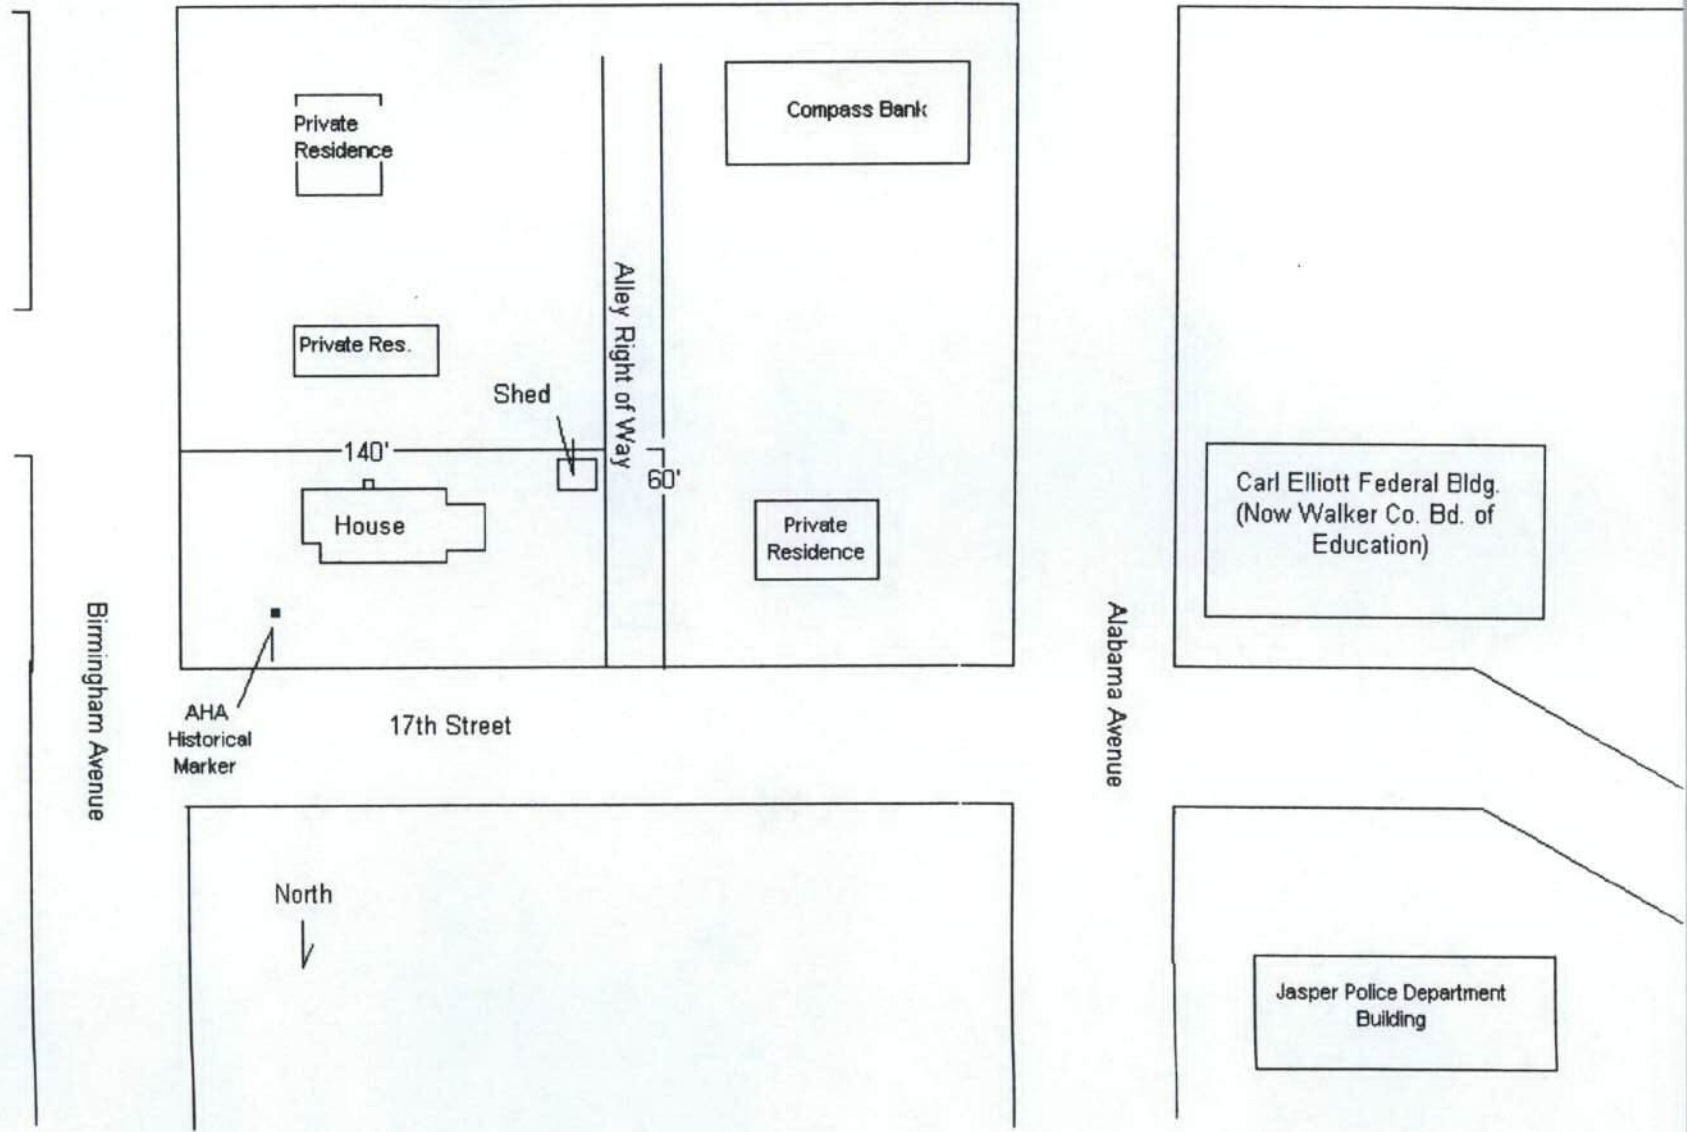 Compass Bank
Private
Residence
Alley Right of Way
Private Res.
Shed
140'
60'
Carl Elliott Federal Bldg.
(Now Walker Co. Bd. of
Education)
House
Private
Residence
Birmingham Avenue
Alabama Avenue
AHA
Historical
Marker
17th Street
North
Jasper Police Department
Building